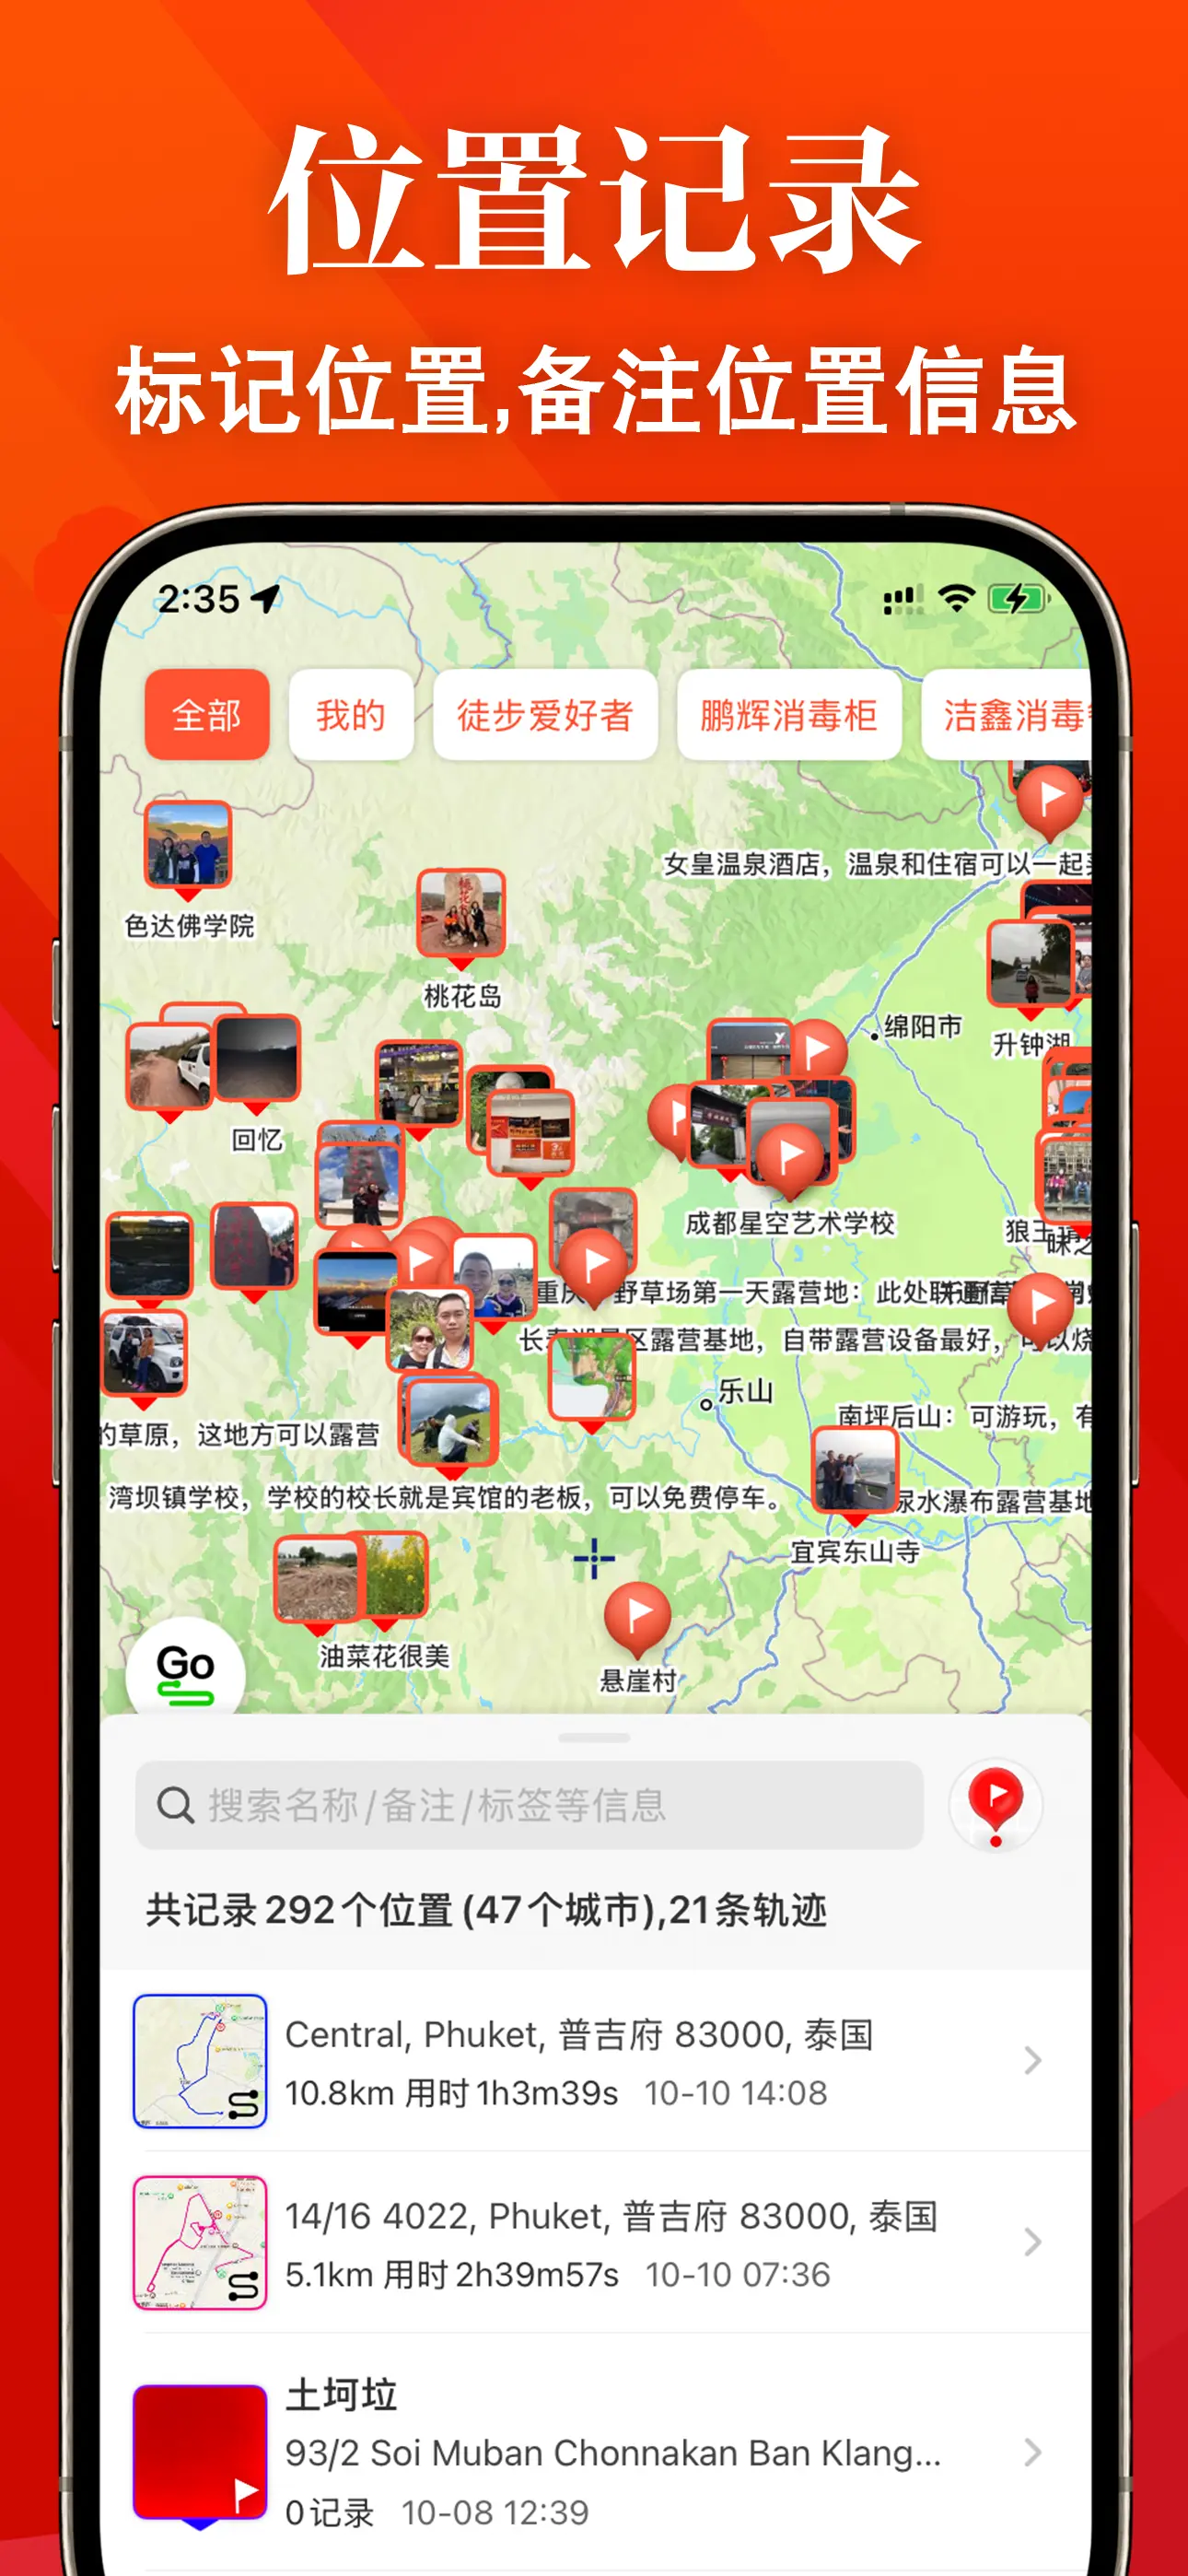 位置记录
标记位置,备注位置信息
2:35
全部
我的
徒步爱好者
鹏辉消毒柜
洁鑫消毒
女皇温泉酒店，温泉和住宿可以一起
色达佛学院
桃花岛
绵阳市
升钟湖
回忆
成都星空艺术学校
狼王
重庆
野草场第一天露营地：此处联通信
长寿湖景区露营基地，自带露营设备最好，可以烧
乐山
南坪后山：可游玩，有
的草原，这地方可以露营
湾坝镇学校，学校的校长就是宾馆的老板，可以免费停车。
泉水瀑布露营基地
宜宾东山寺
油菜花很美
悬崖村
Go
搜索名称/备注/标签等信息
共记录292个位置(47个城市),21条轨迹
Central, Phuket, 普吉府 83000, 泰国
10.8km 用时1h3m39s 10-10 14:08
14/16 4022, Phuket, 普吉府 83000, 泰国
5.1km 用时2h39m57s 10-10 07:36
土坷垃
93/2 Soi Muban Chonnakan Ban Klang...
0记录 10-08 12:39